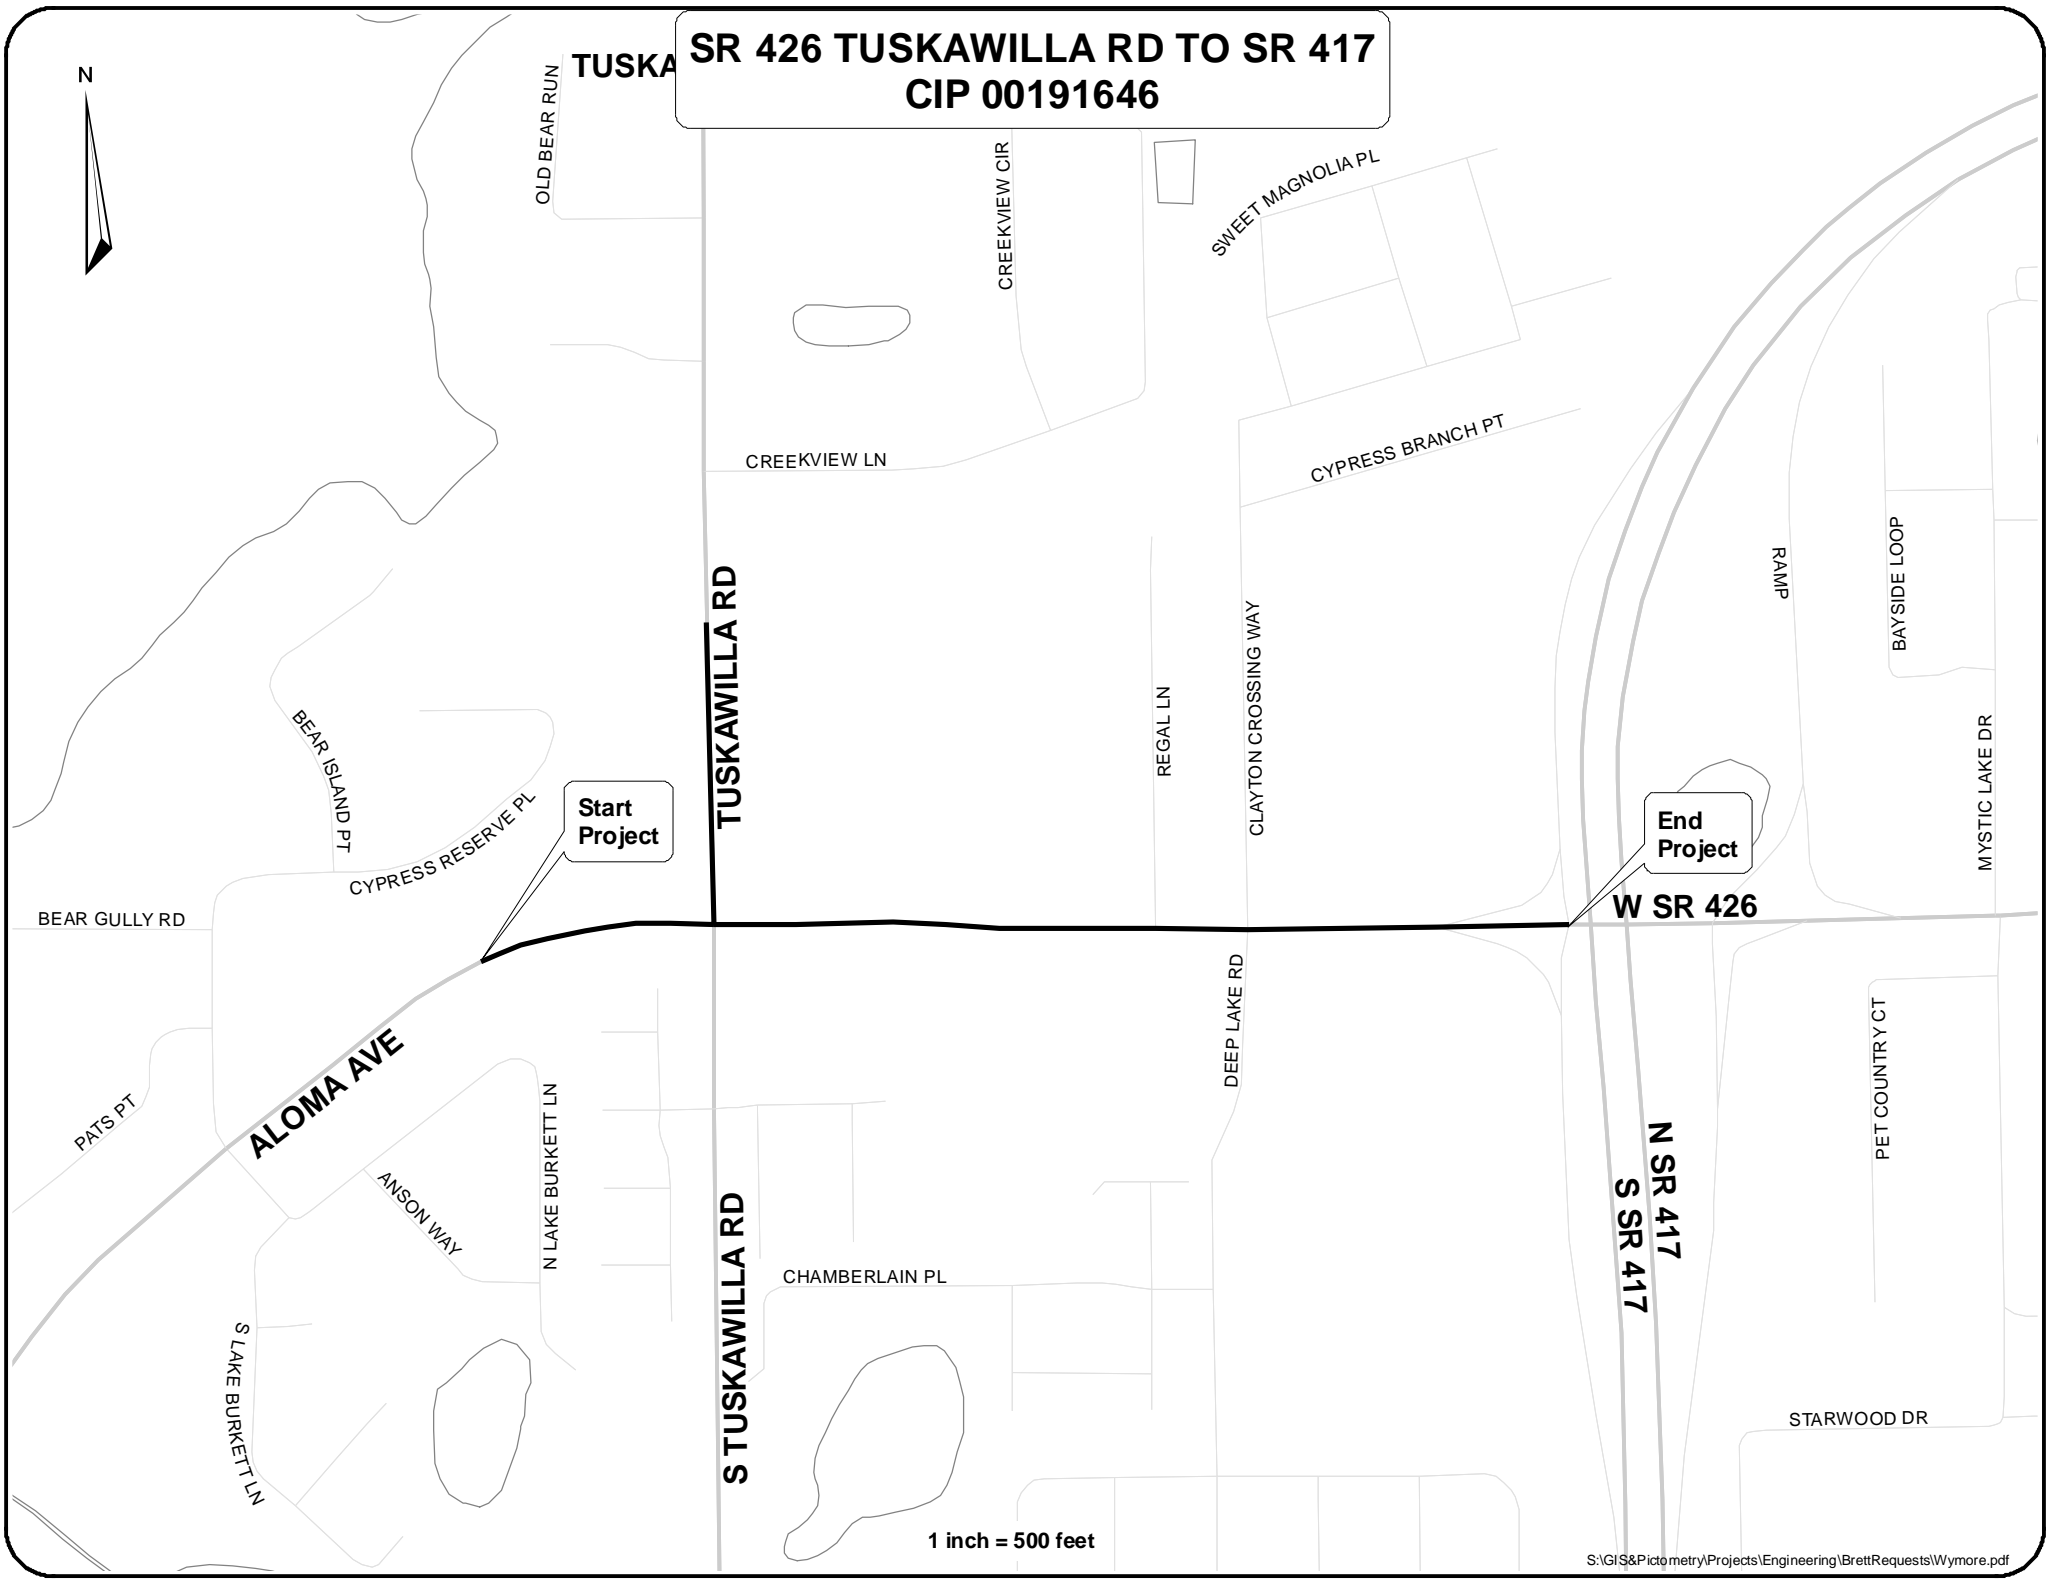 SR 426 TUSKAWILLA RD TO SR 417
CIP 00191646
TUSKA
N
OLD BEAR RUN
CREEKVIEW CIR
SWEET MAGNOLIA PL
CREEKVIEW LN
CYPRESS BRANCH PT
RAMP
BAYSIDE LOOP
TUSKAWILLA RD
REGAL LN
CLAYTON CROSSING WAY
MYSTIC LAKE DR
BEAR ISLAND PT
CYPRESS RESERVE PL
Start
Project
End
Project
BEAR GULLY RD
W SR 426
DEEP LAKE RD
ALOMA AVE
PATS PT
ANSON WAY
N LAKE BURKETT LN
PET COUNTRY CT
N SR 417
S SR 417
S TUSKAWILLA RD
CHAMBERLAIN PL
S LAKE BURKETT LN
STARWOOD DR
1 inch = 500 feet
S:\GIS&Pictometry\Projects\Engineering\BrettRequests\Wymore.pdf